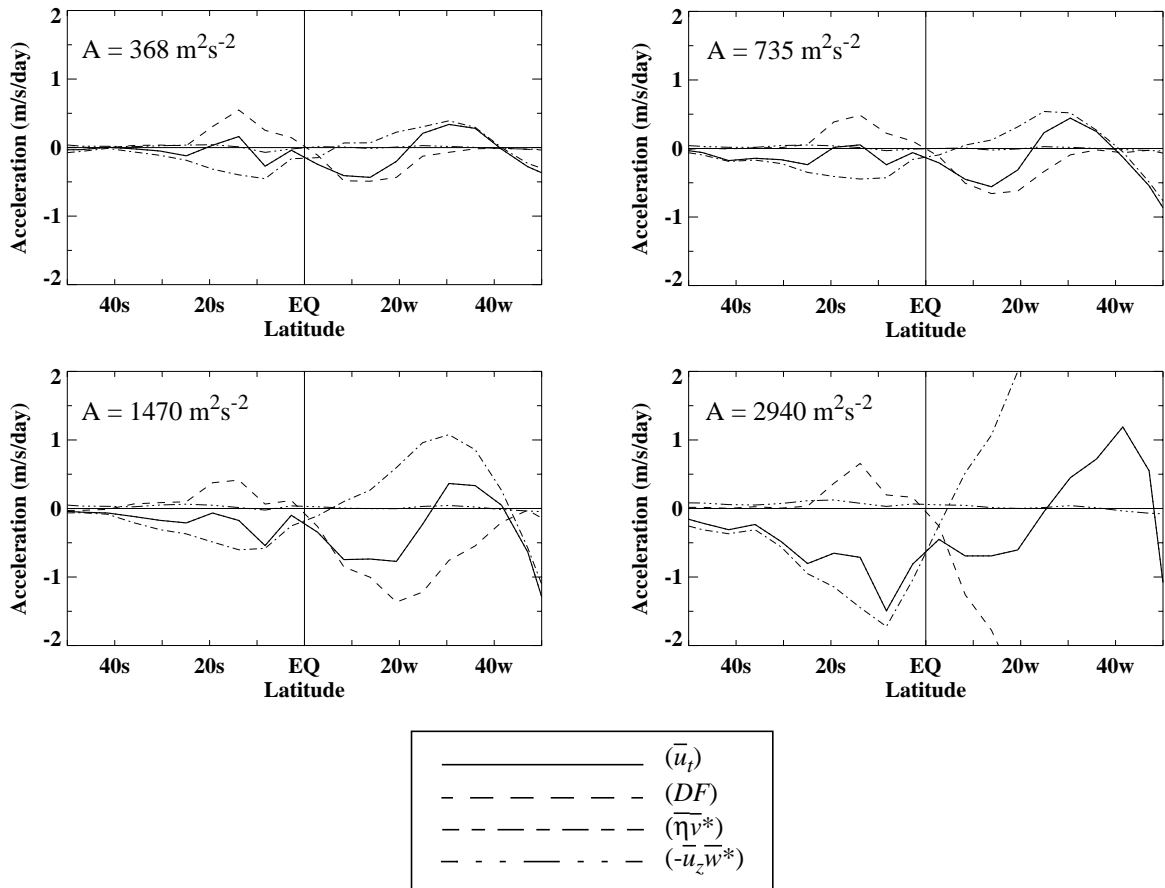 A = 368 m²s⁻²
Acceleration (m/s/day)
2
1
0
-1
-2
40s 20s EQ 20w 40w
Latitude
A = 735 m²s⁻²
Acceleration (m/s/day)
2
1
0
-1
-2
40s 20s EQ 20w 40w
Latitude
A = 1470 m²s⁻²
Acceleration (m/s/day)
2
1
0
-1
-2
40s 20s EQ 20w 40w
Latitude
A = 2940 m²s⁻²
Acceleration (m/s/day)
2
1
0
-1
-2
40s 20s EQ 20w 40w
Latitude
(u̅_t)
(DF)
(η̅v̅*)
(-u̅_z w̅*)